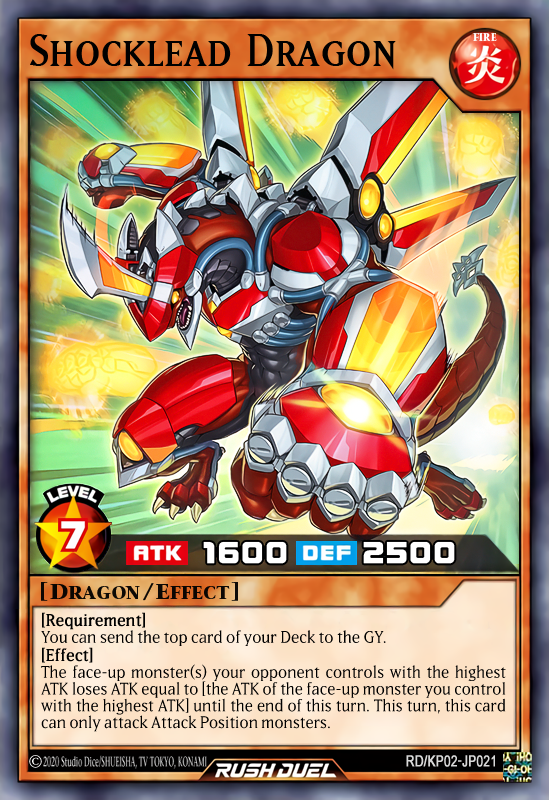 SHOCKLEAD DRAGON
FIRE
炎
LEVEL
7
ATK 1600 DEF 2500
[DRAGON/EFFECT]
[Requirement]
You can send the top card of your Deck to the GY.
[Effect]
The face-up monster(s) your opponent controls with the highest
ATK loses ATK equal to [the ATK of the face-up monster you control
with the highest ATK] until the end of this turn. This turn, this card
can only attack Attack Position monsters.
©2020 Studio Dice/SHUEISHA, TV TOKYO, KONAMI
RUSH DUEL
RD/KP02-JP021